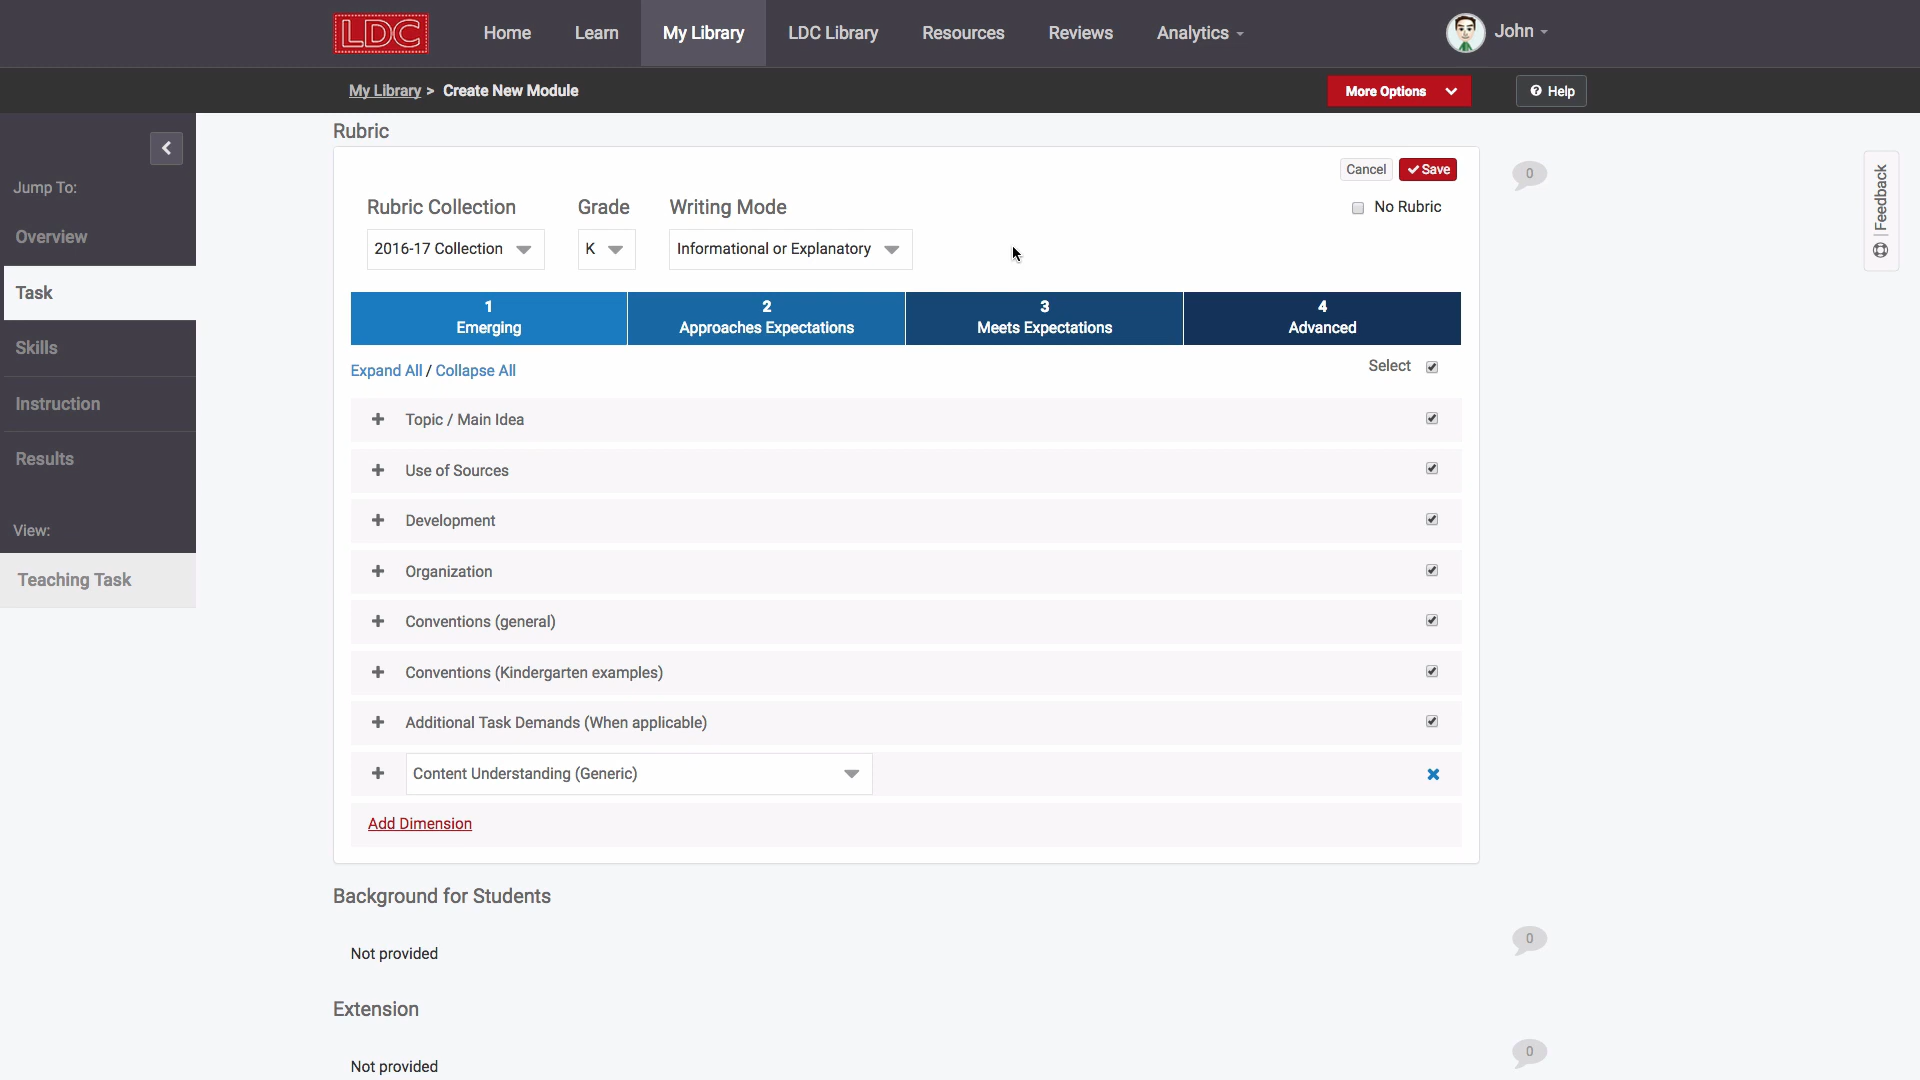 LDC
Home
Learn
My Library
LDC Library
Resources
Reviews
Analytics
John
My Library > Create New Module
More Options
Help
Jump To:
Overview
Task
Skills
Instruction
Results
View:
Teaching Task
Rubric
Cancel
Save
Rubric Collection
Grade
Writing Mode
No Rubric
2016-17 Collection
K
Informational or Explanatory
1
Emerging
2
Approaches Expectations
3
Meets Expectations
4
Advanced
Expand All / Collapse All
Select
Topic / Main Idea
Use of Sources
Development
Organization
Conventions (general)
Conventions (Kindergarten examples)
Additional Task Demands (When applicable)
Content Understanding (Generic)
Add Dimension
Background for Students
Not provided
Extension
Not provided
0
0
0
Feedback